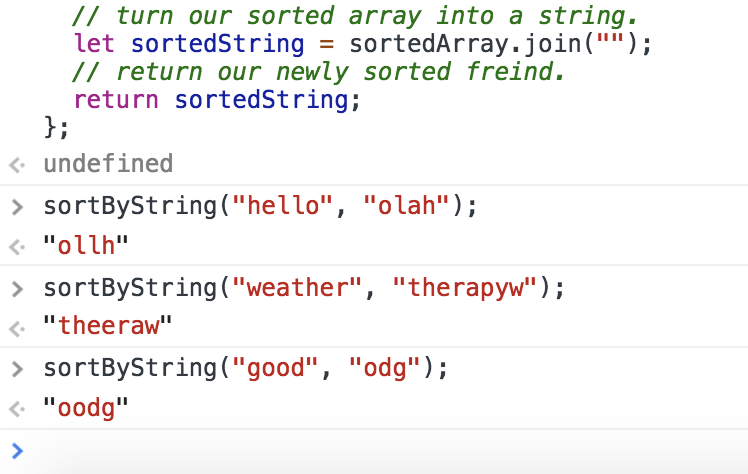 // turn our sorted array into a string.
let sortedString = sortedArray.join("");
// return our newly sorted freind.
return sortedString;
};
undefined
sortByString("hello", "olah");
"ollh"
sortByString("weather", "therapyw");
"theeraw"
sortByString("good", "odg");
"oodg"